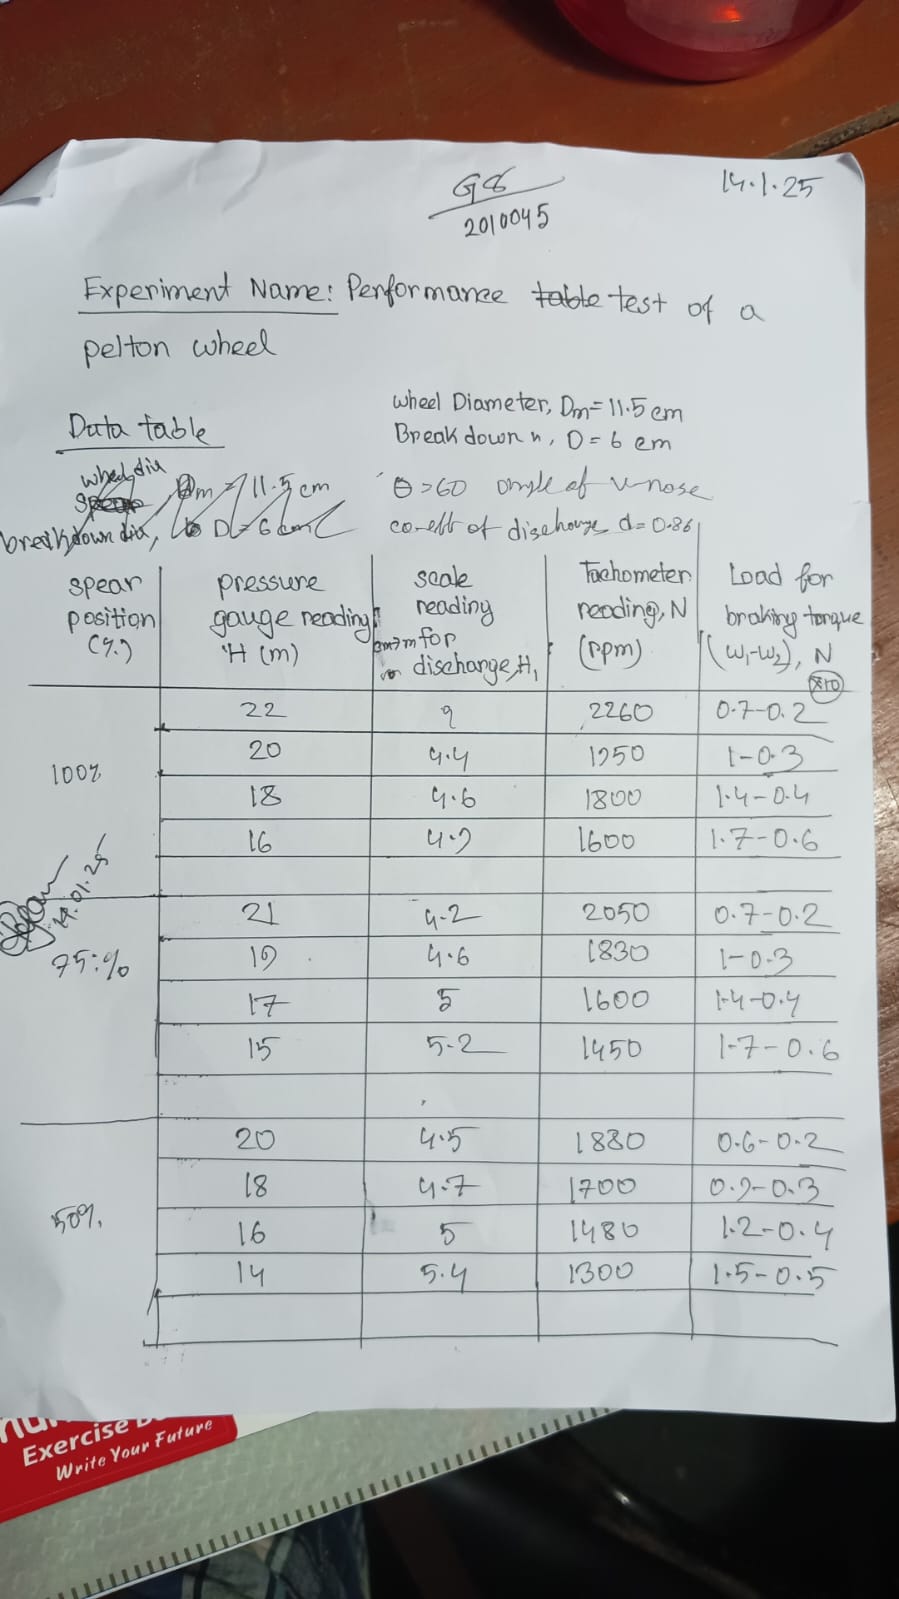 G8
2010045
14.1.25
Experiment Name: Performance table test of a
pelton wheel
Data table
wheel Diameter, Dm = 11.5 cm
Break down n, D = 6 cm
θ = 60 angle of v-nose
co-eff of discharge d = 0.86
wheel dia
Dm = 11.5 cm
breakdown dia, D = 6 cm
spear position (%) | pressure gauge reading, H (m) | scale reading for discharge, H₁ | Tachometer reading, N (rpm) | Load for braking torque (W₁-W₂), N
x10
100% | 22 | 9 | 2260 | 0.7-0.2
20 | 4.4 | 1950 | 1-0.3
18 | 4.6 | 1800 | 1.4-0.4
16 | 4.9 | 1600 | 1.7-0.6
14.01.25
75% | 21 | 4.2 | 2050 | 0.7-0.2
19 | 4.6 | 1830 | 1-0.3
17 | 5 | 1600 | 1.4-0.4
15 | 5.2 | 1450 | 1.7-0.6
50% | 20 | 4.5 | 1880 | 0.6-0.2
18 | 4.7 | 1700 | 0.9-0.3
16 | 5 | 1480 | 1.2-0.4
14 | 5.4 | 1300 | 1.5-0.5
Exercise
Write Your Future